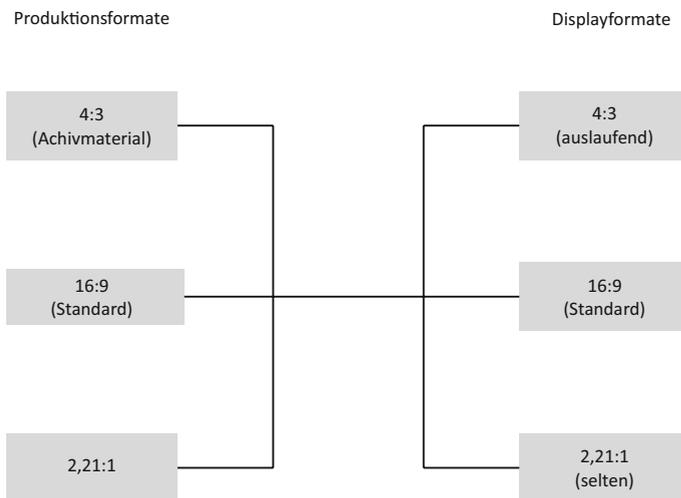 Produktionsformate
Displayformate
4:3
(Achivmaterial)
4:3
(auslaufend)
16:9
(Standard)
16:9
(Standard)
2,21:1
2,21:1
(selten)